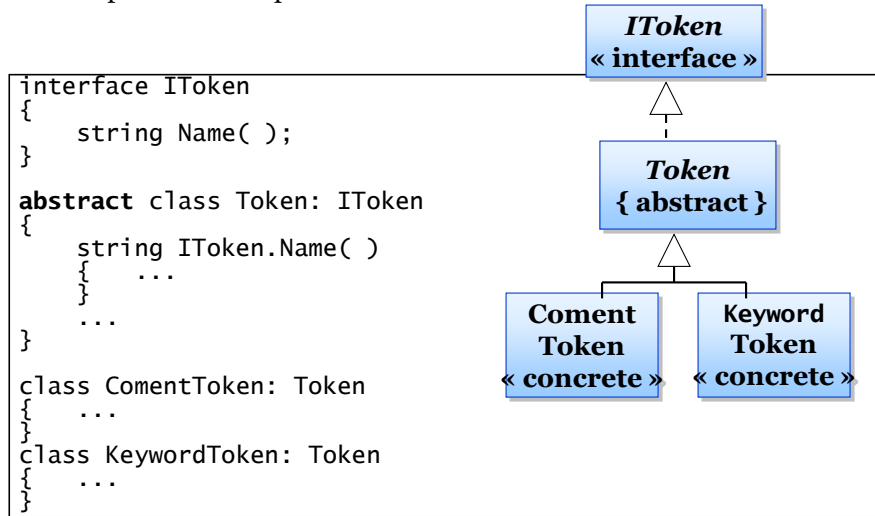 interface IToken
{
    string Name( );
}
abstract class Token: IToken
{
    string IToken.Name( )
    {    ...
    }
    ...
}
class ComentToken: Token
{    ...
}
class KeywordToken: Token
{    ...
}
IToken
« interface »
Token
{ abstract }
Coment
Token
« concrete »
Keyword
Token
« concrete »